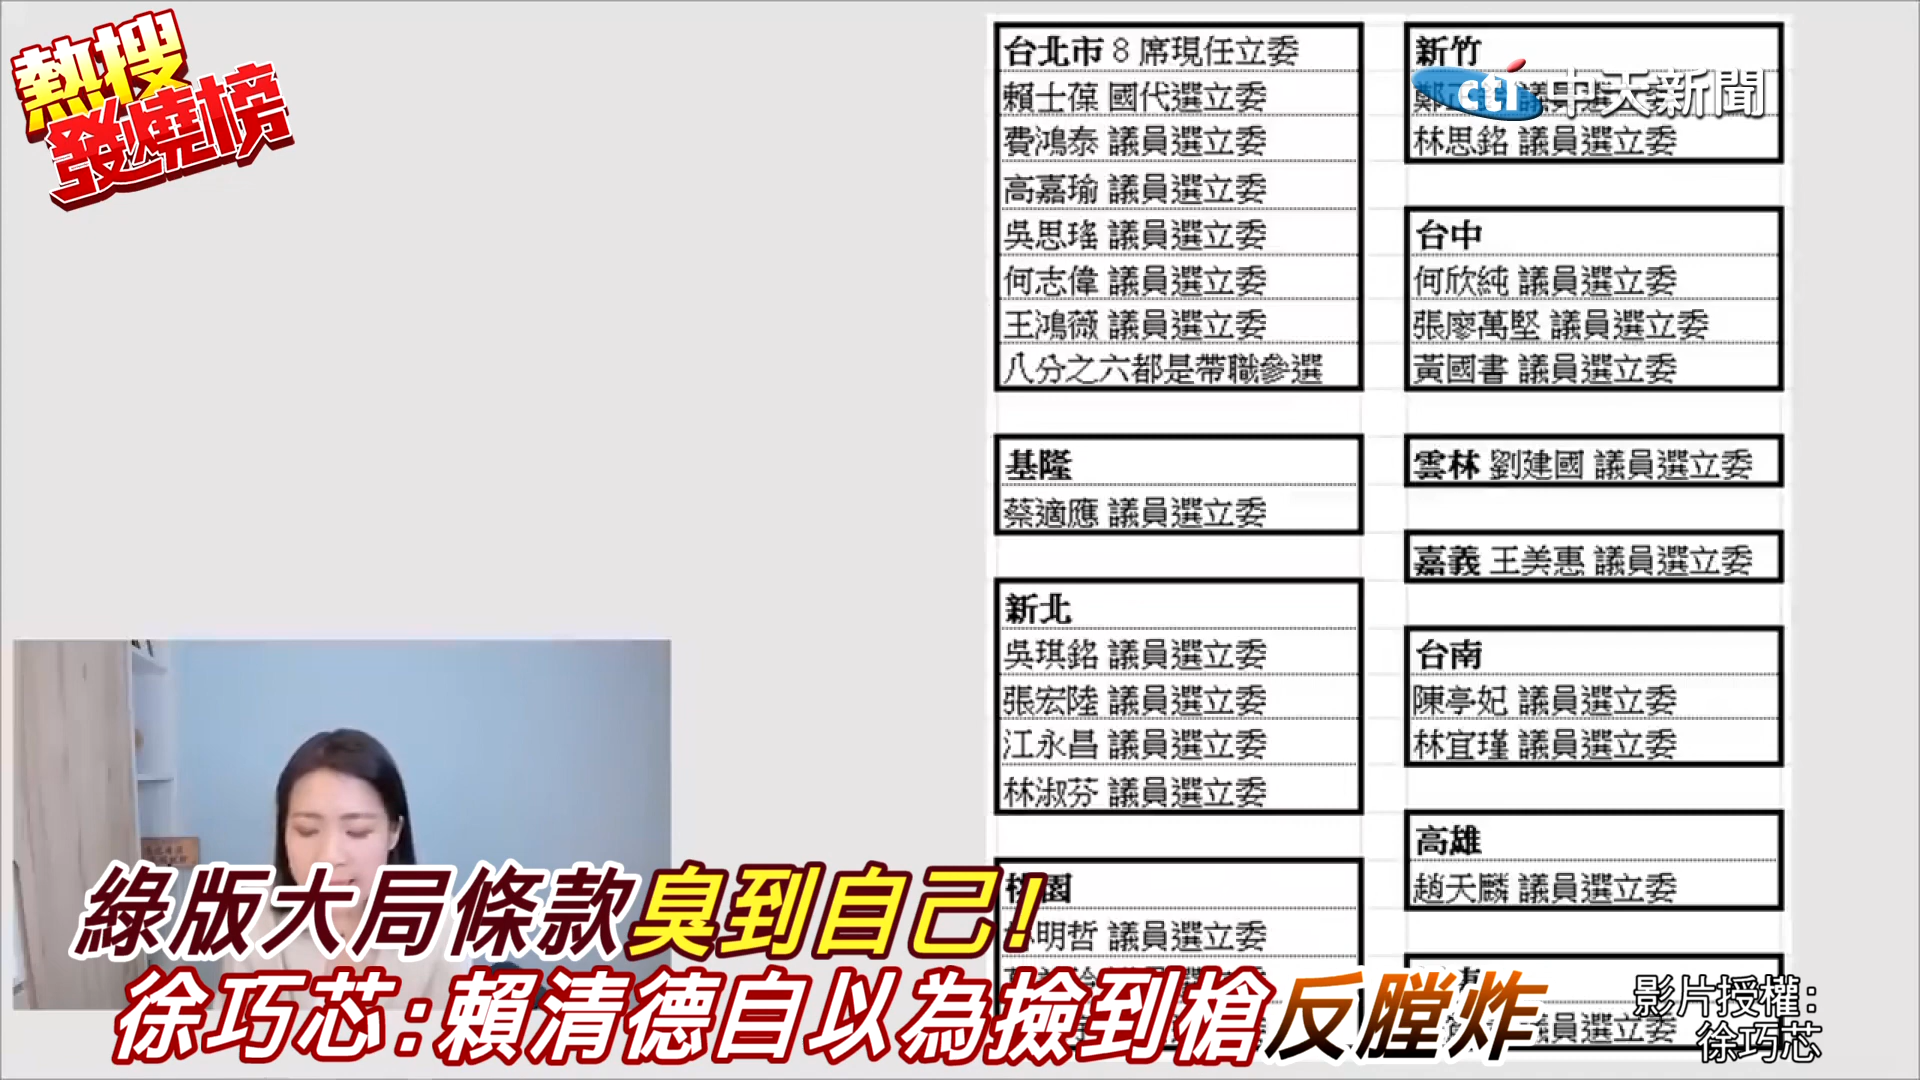 熱搜
發燒榜
台北市 8 席現任立委
賴士葆 國代選立委
費鴻泰 議員選立委
高嘉瑜 議員選立委
吳思瑤 議員選立委
何志偉 議員選立委
王鴻薇 議員選立委
八分之六都是帶職參選
基隆
蔡適應 議員選立委
新北
吳琪銘 議員選立委
張宏陸 議員選立委
江永昌 議員選立委
林淑芬 議員選立委
園
明哲 議員選立委
新竹
cti 中天新聞
林思銘 議員選立委
台中
何欣純 議員選立委
張廖萬堅 議員選立委
黃國書 議員選立委
雲林 劉建國 議員選立委
嘉義 王美惠 議員選立委
台南
陳亭妃 議員選立委
林宜瑾 議員選立委
高雄
趙天麟 議員選立委
議員選立委
綠版大局條款臭到自己!
徐巧芯:賴清德自以為撿到槍反膛炸
影片授權:
徐巧芯